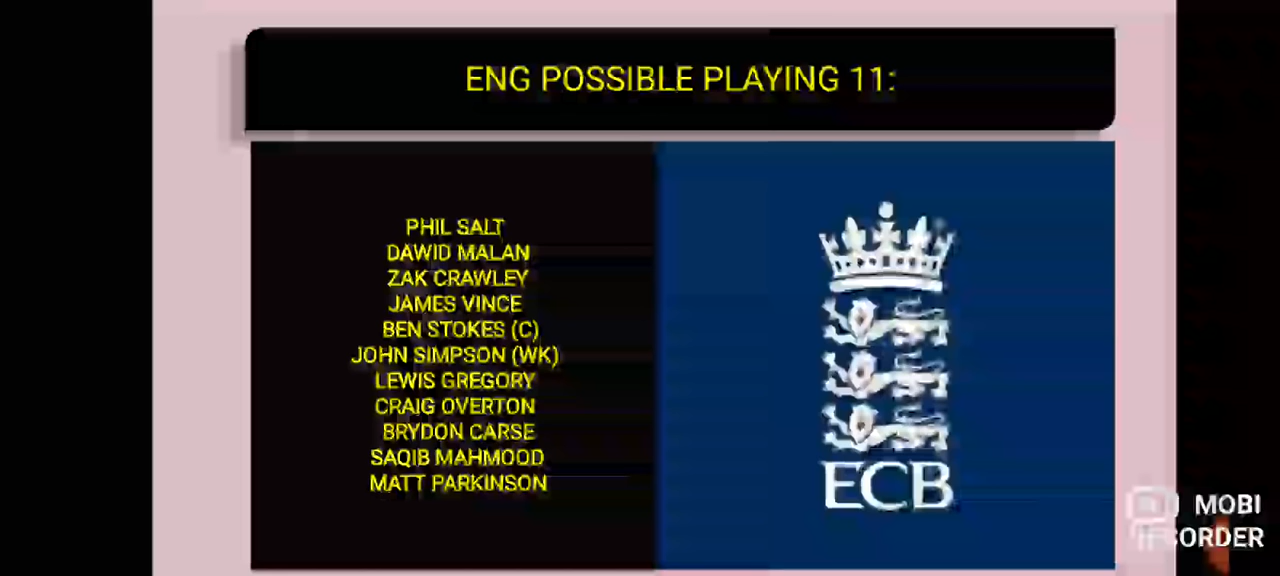 ENG POSSIBLE PLAYING 11:
PHIL SALT
DAWID MALAN
ZAK CRAWLEY
JAMES VINCE
BEN STOKES (C)
JOHN SIMPSON (WK)
LEWIS GREGORY
CRAIG OVERTON
BRYDON CARSE
SAQIB MAHMOOD
MATT PARKINSON
ECB
MOBI